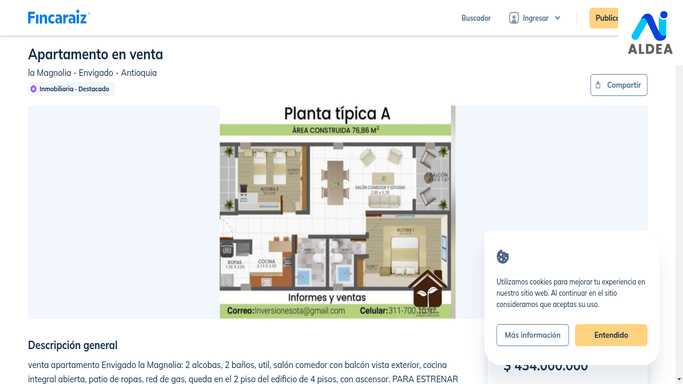 Fincaraíz
Buscador
Ingresar
Public
ALDEA
Apartamento en venta
la Magnolia - Envigado - Antioquia
Inmobiliaria - Destacado
Compartir
Planta típica A
ÁREA CONSTRUIDA 76,86 M²
ALCOBA 2
SALÓN COMEDOR Y ESTUDIO
BALCÓN
ALCOBA 1
ROPAS
COCINA
Informes y ventas
Correo:Inversionesota@gmail.com Celular:311-700
Utilizamos cookies para mejorar tu experiencia en
nuestro sitio web. Al continuar en el sitio
consideramos que aceptas su uso.
Más información
Entendido
$ 434.000.000
Descripción general
venta apartamento Envigado la Magnolia: 2 alcobas, 2 baños, util, salón comedor con balcón vista exterior, cocina
integral abierta, patio de ropas, red de gas, queda en el 2 piso del edificio de 4 pisos, con ascensor. PARA ESTRENAR